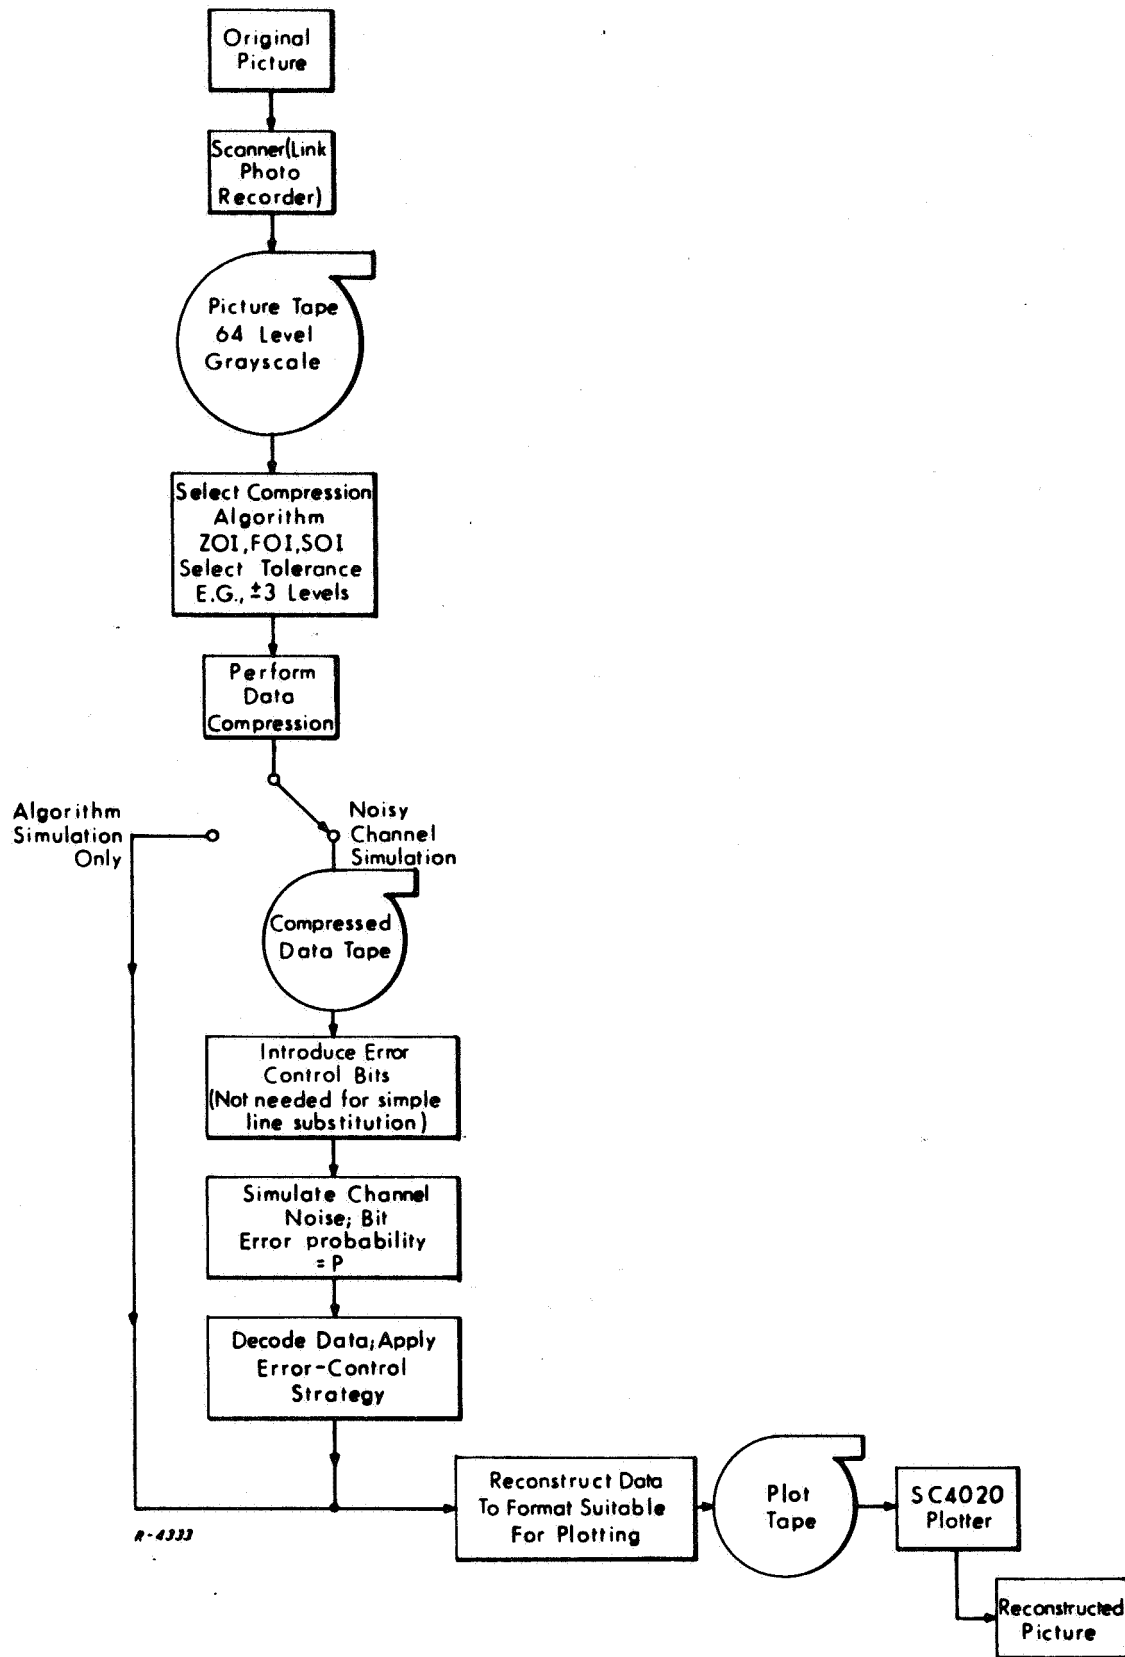 Original
Picture
Scanner(Link
Photo
Recorder)
Picture Tape
64 Level
Grayscale
Select Compression
Algorithm
ZOI,FOI,SOI
Select Tolerance
E.G.,±3 Levels
Perform
Data
Compression
Algorithm
Simulation
Only
Noisy
Channel
Simulation
Compressed
Data Tape
Introduce Error
Control Bits
(Not needed for simple
line substitution)
Simulate Channel
Noise; Bit
Error probability
= P
Decode Data;Apply
Error-Control
Strategy
Reconstruct Data
To Format Suitable
For Plotting
Plot
Tape
SC4020
Plotter
Reconstructed
Picture
R-4333